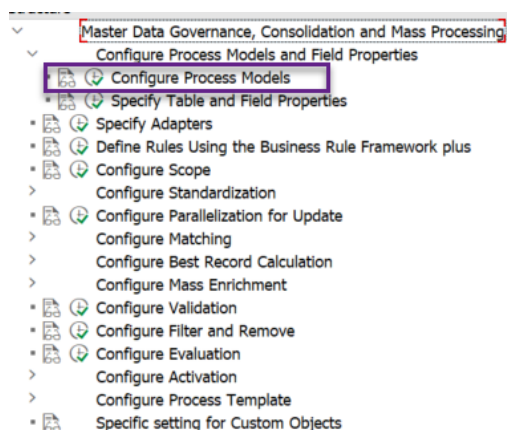 Master Data Governance, Consolidation and Mass Processing
Configure Process Models and Field Properties
Configure Process Models
Specify Table and Field Properties
Specify Adapters
Define Rules Using the Business Rule Framework plus
Configure Scope
Configure Standardization
Configure Parallelization for Update
Configure Matching
Configure Best Record Calculation
Configure Mass Enrichment
Configure Validation
Configure Filter and Remove
Configure Evaluation
Configure Activation
Configure Process Template
Specific setting for Custom Objects